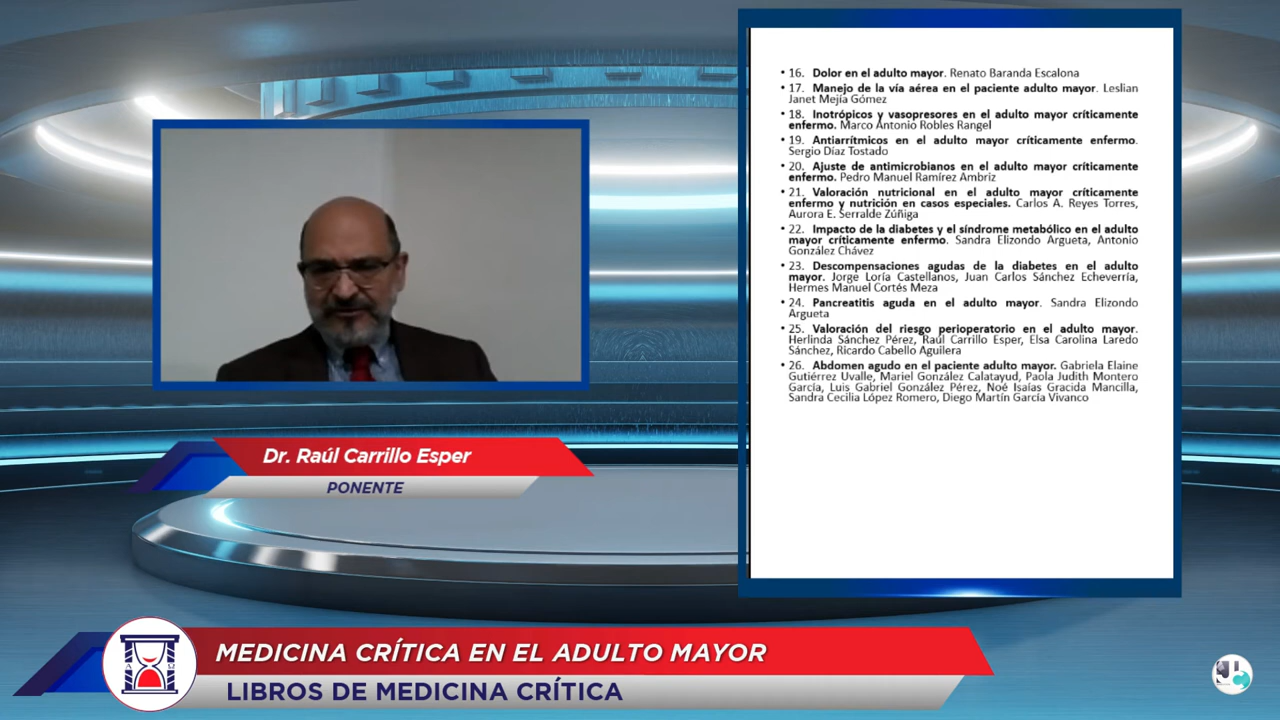 • 16. Dolor en el adulto mayor. Renato Baranda Escalona
• 17. Manejo de la vía aérea en el paciente adulto mayor. Leslian
Janet Mejía Gómez
• 18. Inotrópicos y vasopresores en el adulto mayor críticamente
enfermo. Marco Antonio Robles Rangel
• 19. Antiarrítmicos en el adulto mayor críticamente enfermo.
Sergio Díaz Tostado
• 20. Ajuste de antimicrobianos en el adulto mayor críticamente
enfermo. Pedro Manuel Ramírez Ambriz
• 21. Valoración nutricional en el adulto mayor críticamente
enfermo y nutrición en casos especiales. Carlos A. Reyes Torres,
Aurora E. Serralde Zúñiga
• 22. Impacto de la diabetes y el síndrome metabólico en el adulto
mayor críticamente enfermo. Sandra Elizondo Argueta, Antonio
González Chávez
• 23. Descompensaciones agudas de la diabetes en el adulto
mayor. Jorge Loría Castellanos, Juan Carlos Sánchez Echeverría,
Hermes Manuel Cortés Meza
• 24. Pancreatitis aguda en el adulto mayor. Sandra Elizondo
Argueta
• 25. Valoración del riesgo perioperatorio en el adulto mayor.
Herlinda Sánchez Pérez, Raúl Carrillo Esper, Elsa Carolina Laredo
Sánchez, Ricardo Cabello Aguilera
• 26. Abdomen agudo en el paciente adulto mayor. Gabriela Elaine
Gutiérrez Uvalle, Mariel González Calatayud, Paola Judith Montero
García, Luis Gabriel González Pérez, Noé Isaías Gracida Mancilla,
Sandra Cecilia López Romero, Diego Martín García Vivanco
Dr. Raúl Carrillo Esper
PONENTE
MEDICINA CRÍTICA EN EL ADULTO MAYOR
LIBROS DE MEDICINA CRÍTICA